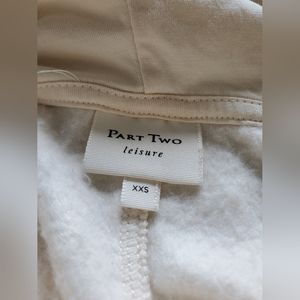 PART TWO
leisure
XXS